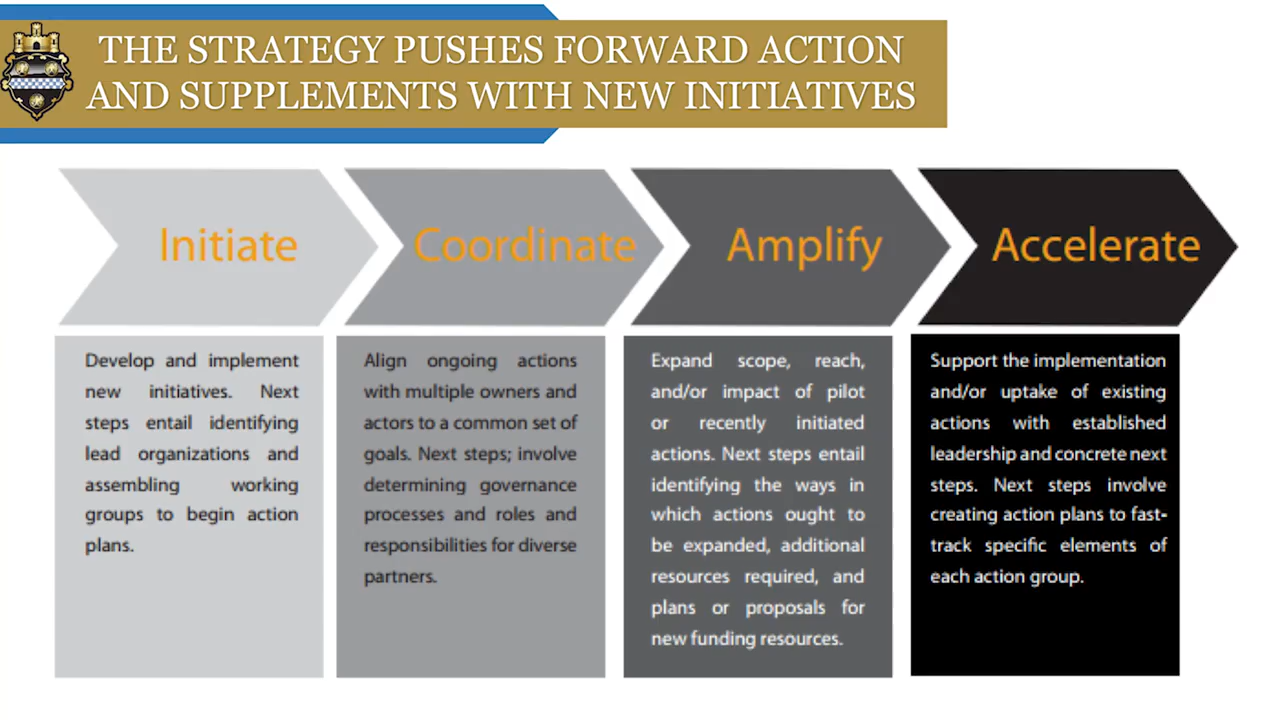 THE STRATEGY PUSHES FORWARD ACTION
AND SUPPLEMENTS WITH NEW INITIATIVES
Initiate
Develop and implement
new initiatives. Next
steps entail identifying
lead organizations and
assembling working
groups to begin action
plans.
Coordinate
Align ongoing actions
with multiple owners and
actors to a common set of
goals. Next steps; involve
determining governance
processes and roles and
responsibilities for diverse
partners.
Amplify
Expand scope, reach,
and/or impact of pilot
or recently initiated
actions. Next steps entail
identifying the ways in
which actions ought to
be expanded, additional
resources required, and
plans or proposals for
new funding resources.
Accelerate
Support the implementation
and/or uptake of existing
actions with established
leadership and concrete next
steps. Next steps involve
creating action plans to fast-
track specific elements of
each action group.